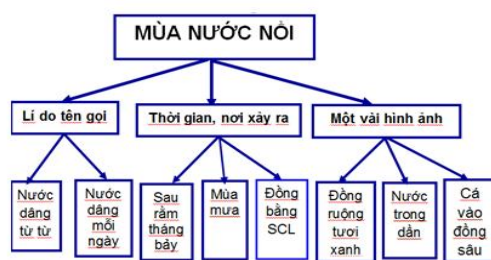 MÙA NƯỚC NỔI
Lí do tên gọi
Thời gian, nơi xảy ra
Một vài hình ảnh
Nước
dâng
từ từ
Nước
dâng
mỗi
ngày
Sau
rằm
tháng
bảy
Mùa
mưa
Đồng
bằng
SCL
Đồng
ruộng
tươi
xanh
Nước
trong
dần
Cá
vào
đồng
sâu